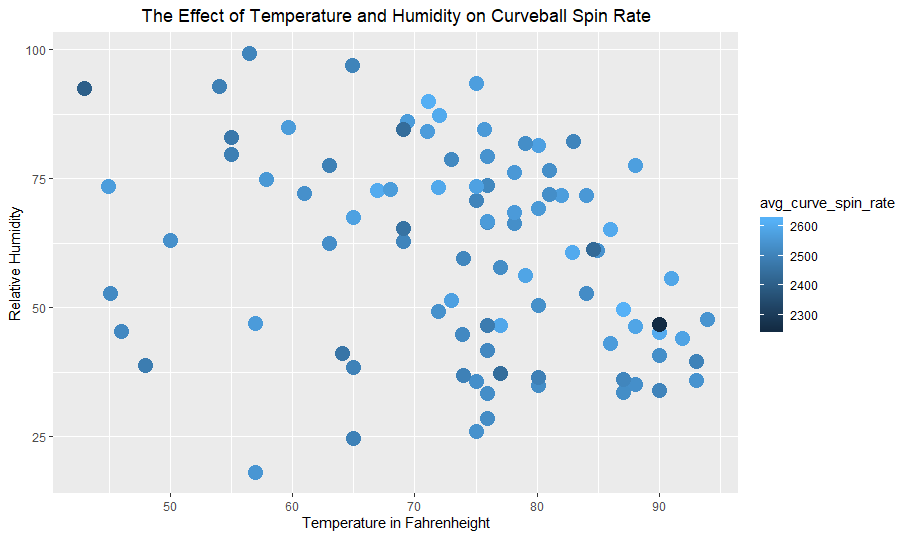 The Effect of Temperature and Humidity on Curveball Spin Rate
100
75
50
25
Relative Humidity
50 60 70 80 90
Temperature in Fahrenheight
avg_curve_spin_rate
2600
2500
2400
2300